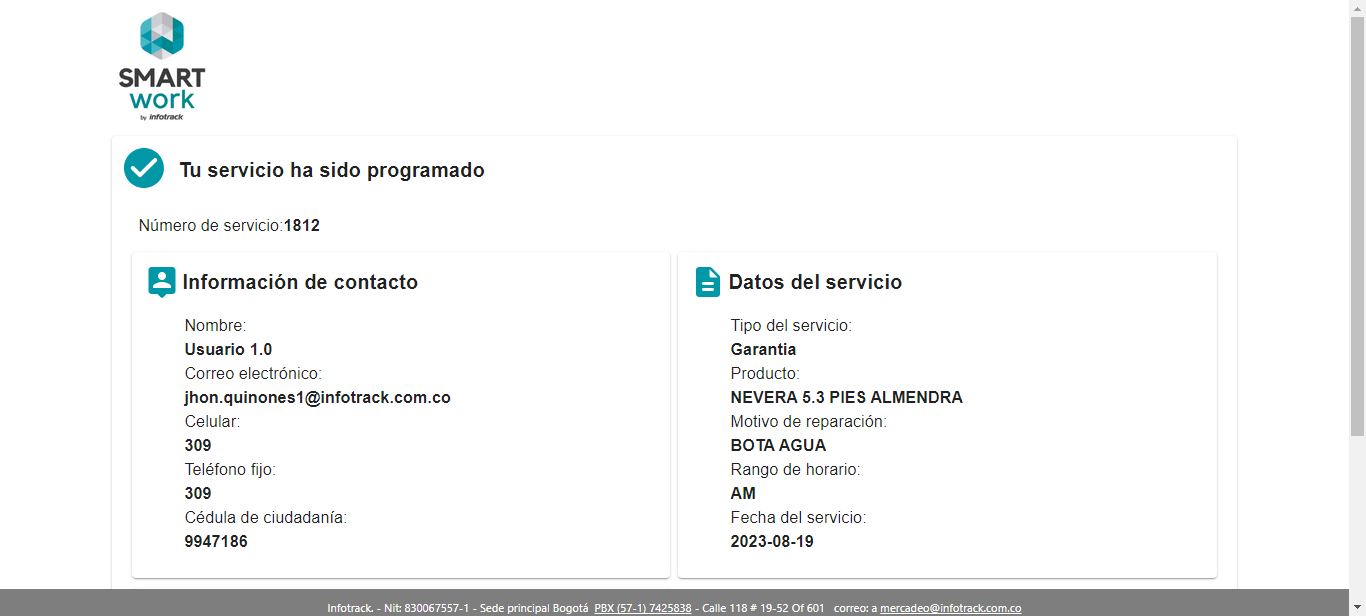 SMART
work
by infotrack
Tu servicio ha sido programado
Número de servicio:1812
Información de contacto
Nombre:
Usuario 1.0
Correo electrónico:
jhon.quinones1@infotrack.com.co
Celular:
309
Teléfono fijo:
309
Cédula de ciudadanía:
9947186
Datos del servicio
Tipo del servicio:
Garantia
Producto:
NEVERA 5.3 PIES ALMENDRA
Motivo de reparación:
BOTA AGUA
Rango de horario:
AM
Fecha del servicio:
2023-08-19
Infotrack. - Nit: 830067557-1 - Sede principal Bogotá PBX (57-1) 7425838 - Calle 118 # 19-52 Of 601 correo: a mercadeo@infotrack.com.co